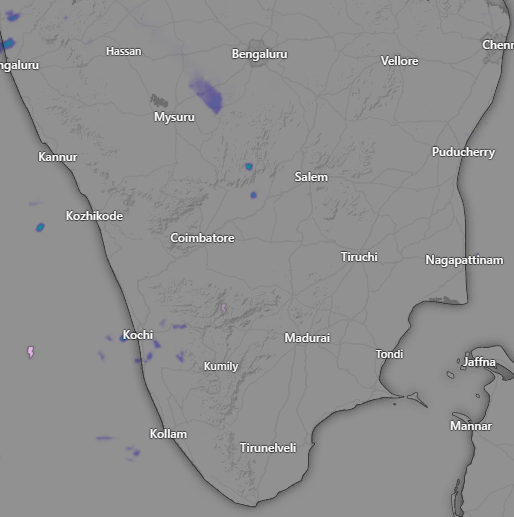 Hassan
Bengaluru
Chenn
ngaluru
Vellore
Mysuru
Kannur
Puducherry
Salem
Kozhikode
Coimbatore
Tiruchi
Nagapattinam
Kochi
Madurai
Tondi
Kumily
Jaffna
Kollam
Mannar
Tirunelveli